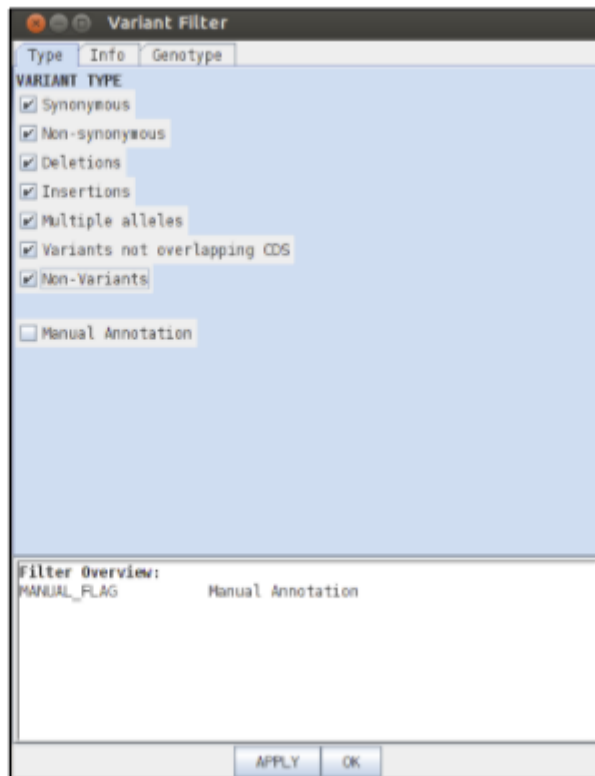 Variant Filter
Type Info Genotype
VARIANT TYPE
Synonymous
Non-synonymous
Deletions
Insertions
Multiple alleles
Variants not overlapping CDS
Non-Variants
Manual Annotation
Filter Overview:
MANUAL_FLAG Manual Annotation
APPLY OK